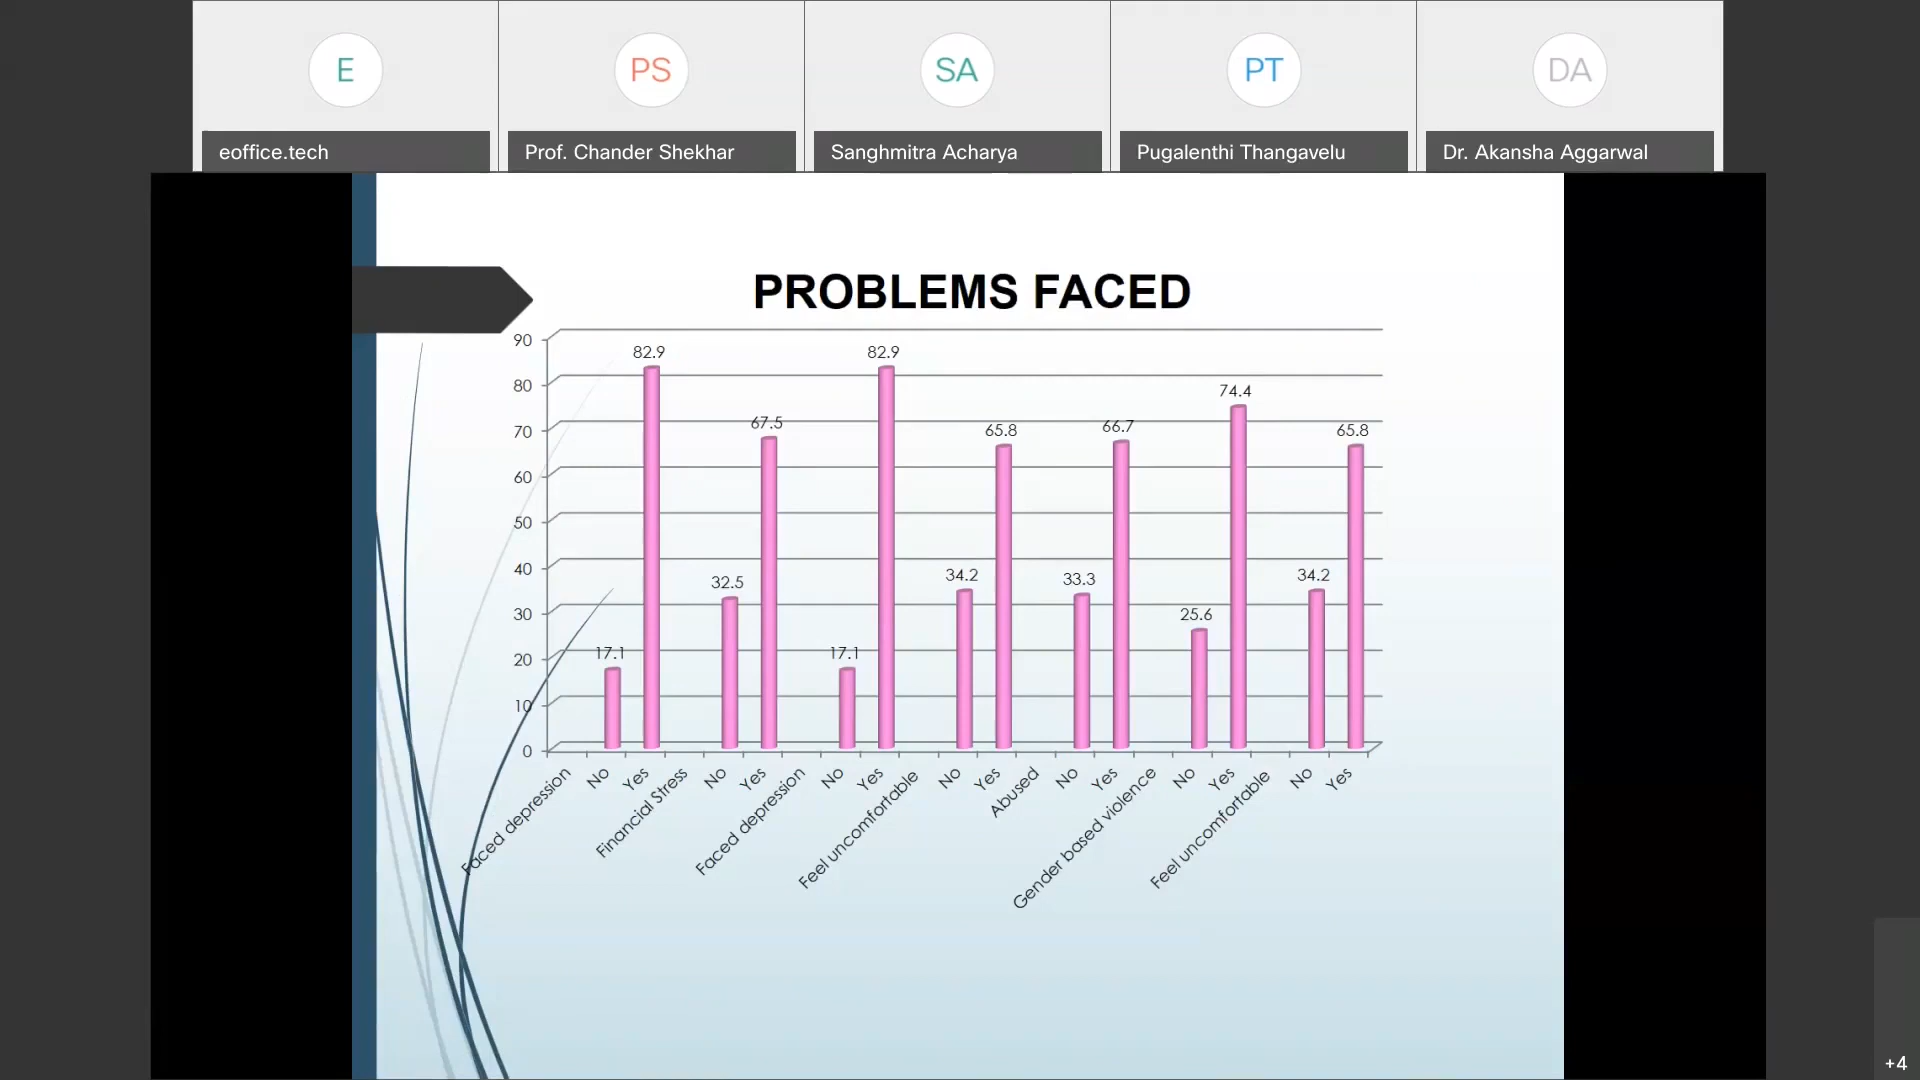 E
PS
SA
PT
DA
eoffice.tech
Prof. Chander Shekhar
Sanghmitra Acharya
Pugalenthi Thangavelu
Dr. Akansha Aggarwal
PROBLEMS FACED
90
80
70
60
50
40
30
20
10
0
17.1
82.9
32.5
67.5
17.1
82.9
34.2
65.8
33.3
66.7
25.6
74.4
34.2
65.8
Faced depression
No
Yes
Financial Stress
No
Yes
Faced depression
No
Yes
Feel uncomfortable
No
Yes
Abused
No
Yes
Gender based violence
No
Yes
Feel uncomfortable
No
Yes
+4